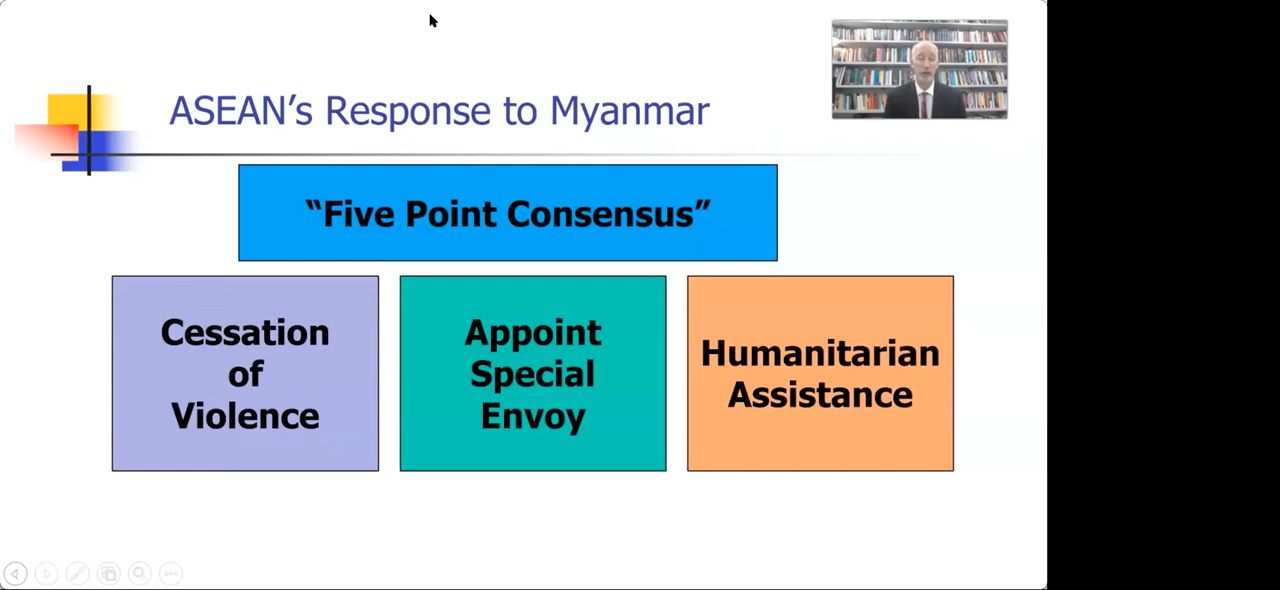 ASEAN’s Response to Myanmar
“Five Point Consensus”
Cessation
of
Violence
Appoint
Special
Envoy
Humanitarian
Assistance